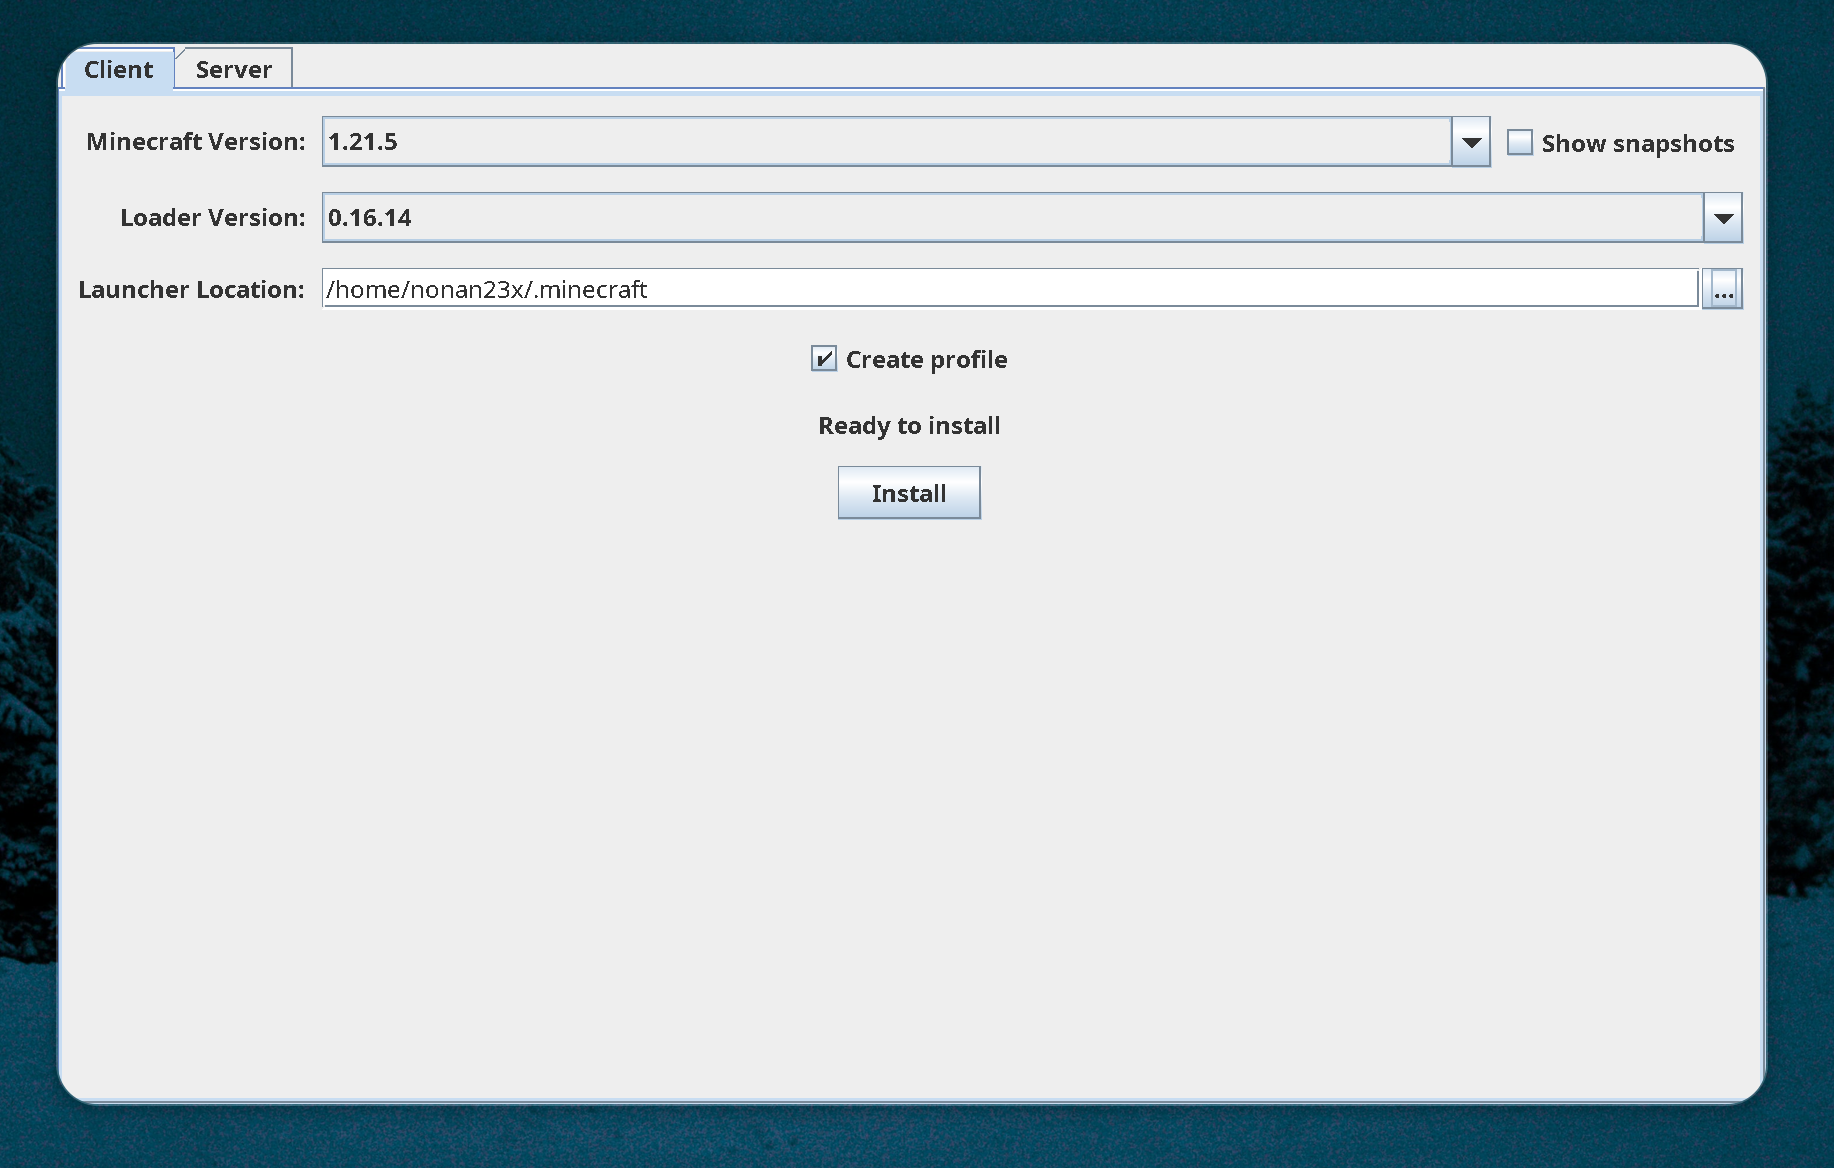 Client Server
Minecraft Version: 1.21.5 Show snapshots
Loader Version: 0.16.14
Launcher Location: /home/nonan23x/.minecraft ...
Create profile
Ready to install
Install